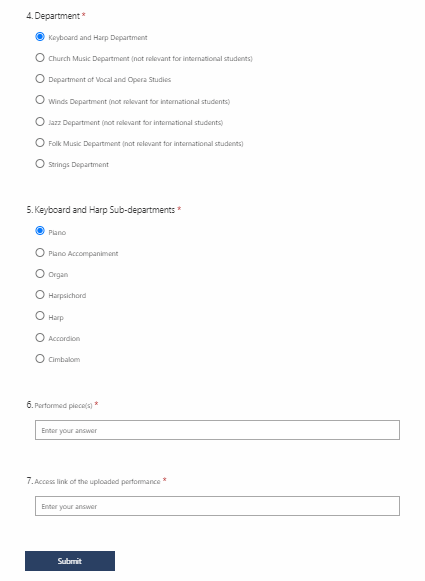 4. Department *
Keyboard and Harp Department
Church Music Department (not relevant for international students)
Department of Vocal and Opera Studies
Winds Department (not relevant for international students)
Jazz Department (not relevant for international students)
Folk Music Department (not relevant for international students)
Strings Department
5. Keyboard and Harp Sub-departments *
Piano
Piano Accompaniment
Organ
Harpsichord
Harp
Accordion
Cimbalom
6. Performed piece(s) *
Enter your answer
7. Access link of the uploaded performance *
Enter your answer
Submit